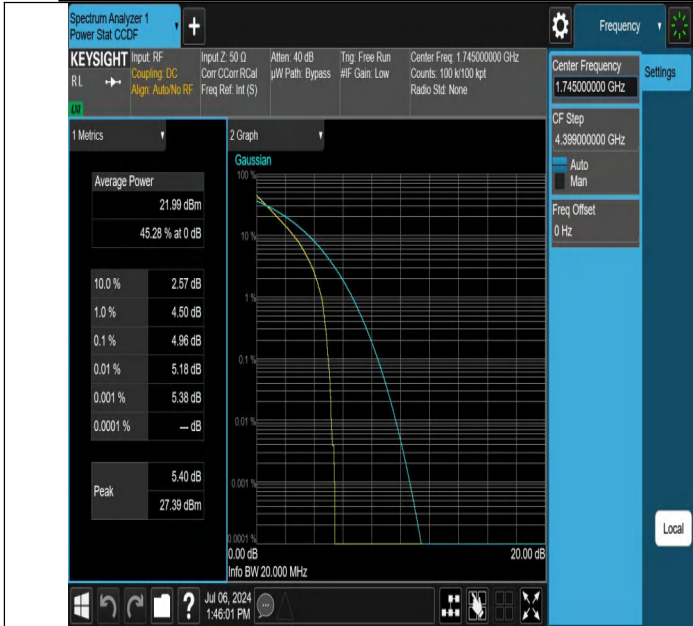 Spectrum Analyzer 1
Power Stat CCDF
+
Frequency
KEYSIGHT
RL
LXI
Input: RF
Coupling: DC
Align: Auto/No RF
Input Z: 50 Ω
Corr CCorr RCal
Freq Ref: Int (S)
Atten: 40 dB
µW Path: Bypass
Trig: Free Run
#IF Gain: Low
Center Freq: 1.745000000 GHz
Counts: 100 k/100 kpt
Radio Std: None
Center Frequency
1.745000000 GHz
Settings
CF Step
4.399000000 GHz
Auto
Man
Freq Offset
0 Hz
1 Metrics
Average Power
21.99 dBm
45.28 % at 0 dB
10.0 % 2.57 dB
1.0 % 4.50 dB
0.1 % 4.96 dB
0.01 % 5.18 dB
0.001 % 5.38 dB
0.0001 % --- dB
Peak
5.40 dB
27.39 dBm
2 Graph
Gaussian
100 %
10 %
1 %
0.1 %
0.01 %
0.001 %
0.0001 %
0.00 dB 20.00 dB
Info BW 20.000 MHz
Local
?
Jul 06, 2024
1:46:01 PM